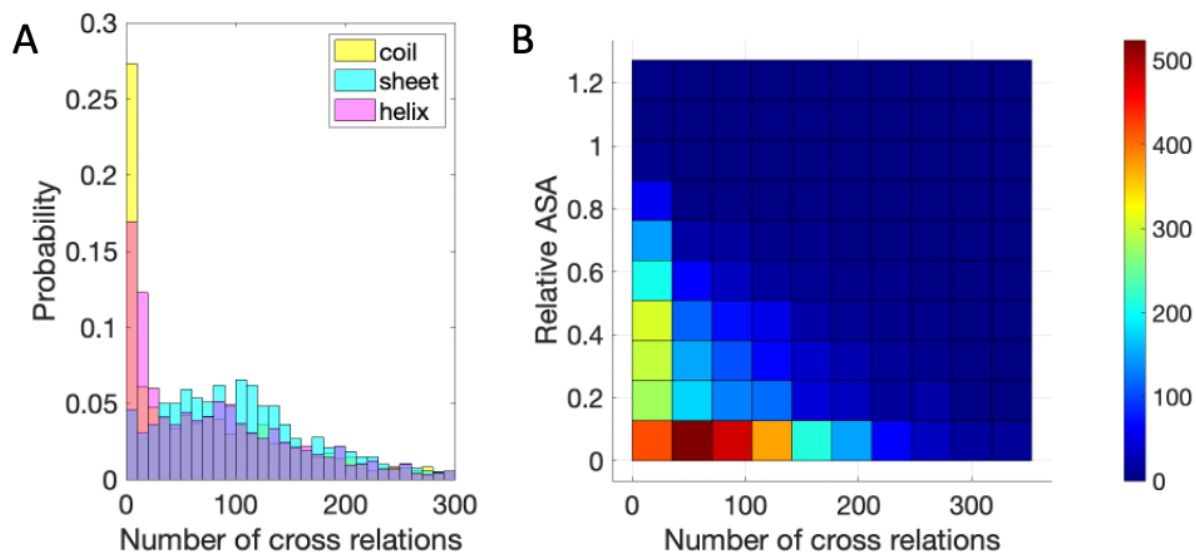 A
0.3
0.25
0.2
0.15
0.1
0.05
0
Probability
coil
sheet
helix
0 100 200 300
Number of cross relations
B
1.2
1
0.8
0.6
0.4
0.2
0
Relative ASA
0 100 200 300
Number of cross relations
500
400
300
200
100
0